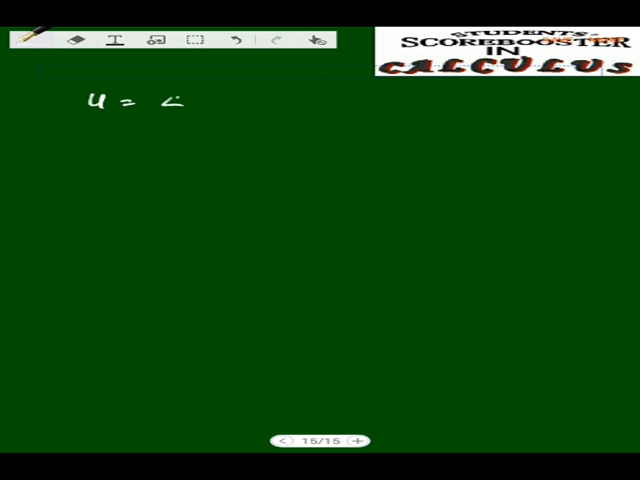 STUDENTS'
SCOREBOOSTER
IN
CALCULUS
u =
15/15